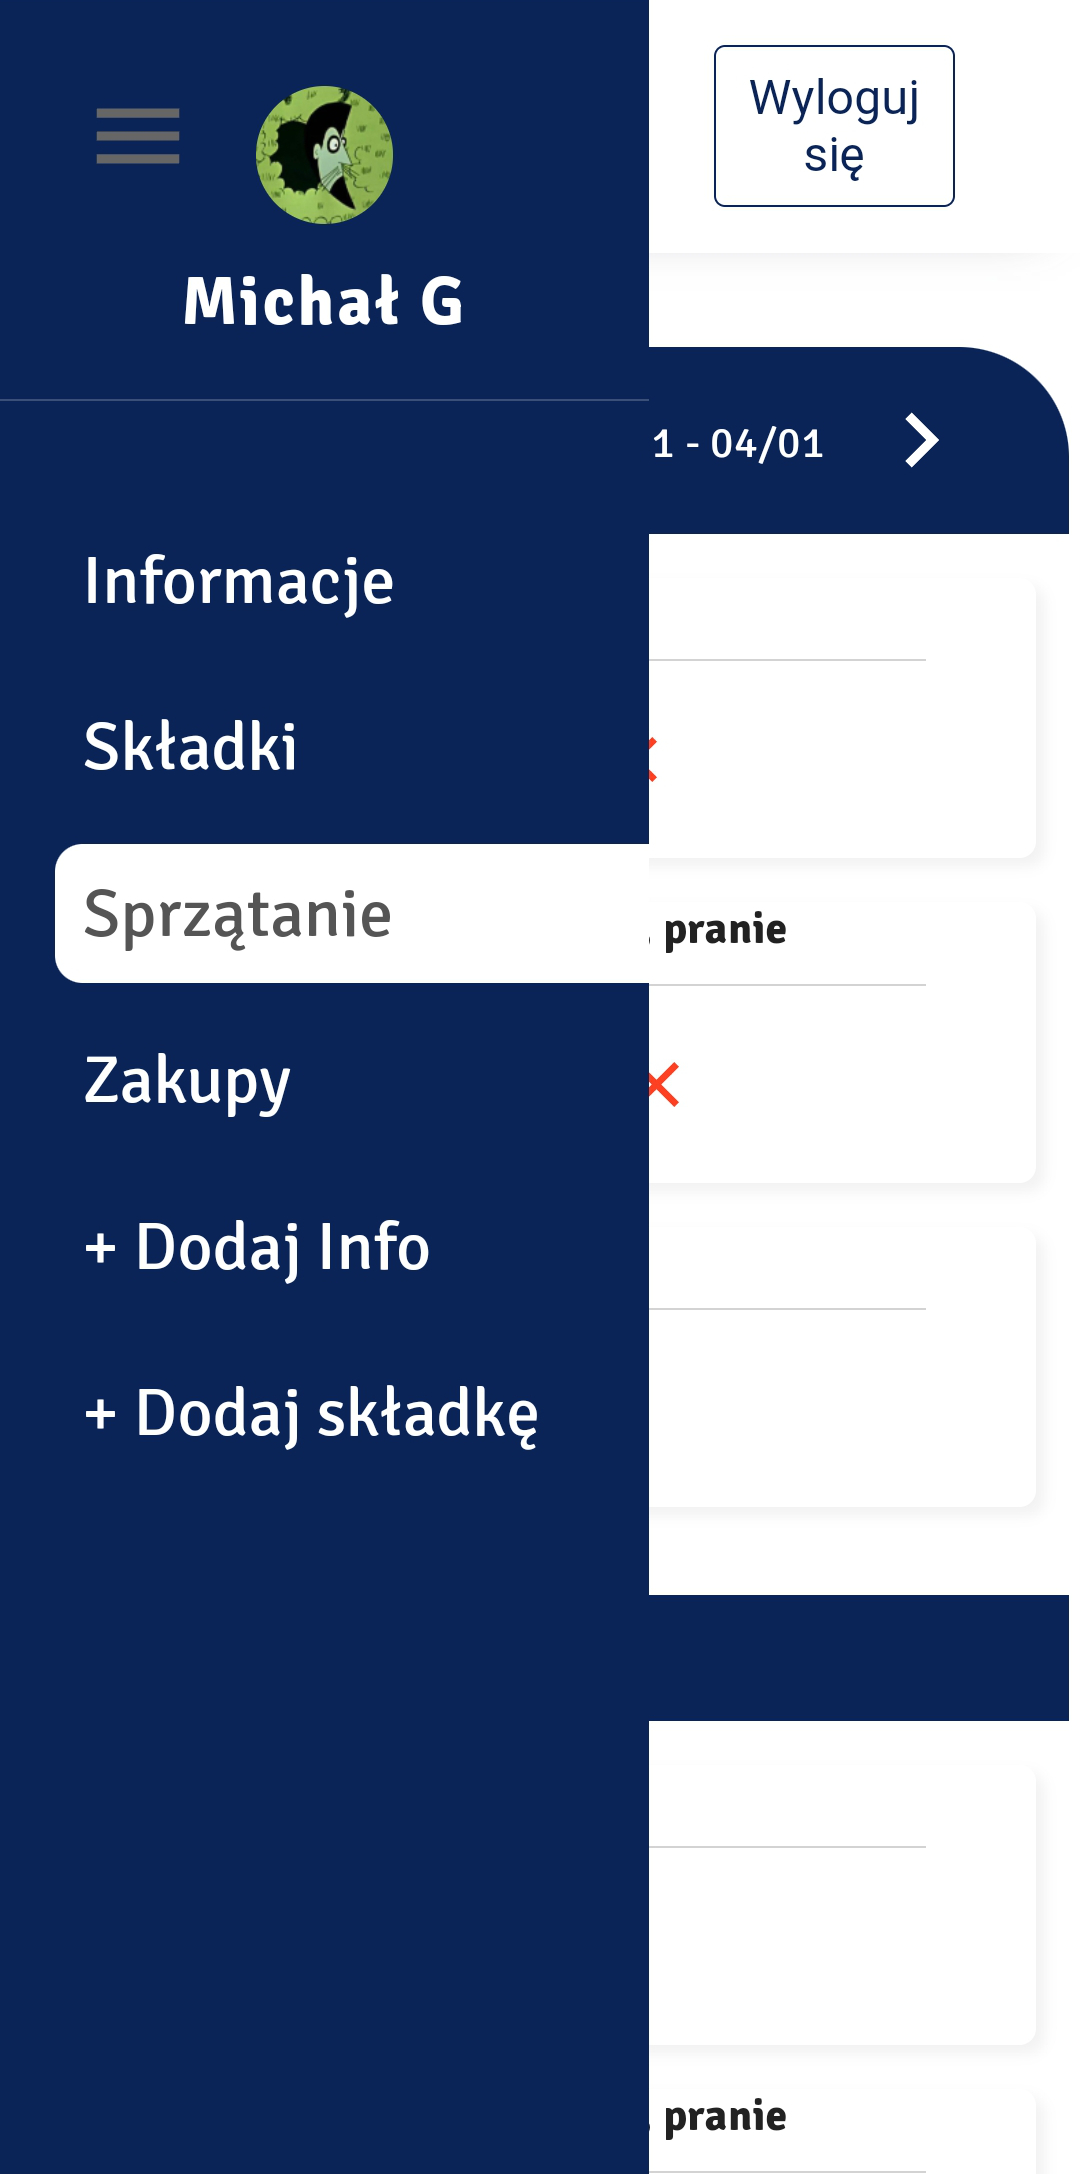 Wyloguj
się
Michał G
1 - 04/01
Informacje
Składki
Sprzątanie
, pranie
Zakupy
+ Dodaj Info
+ Dodaj składkę
, pranie